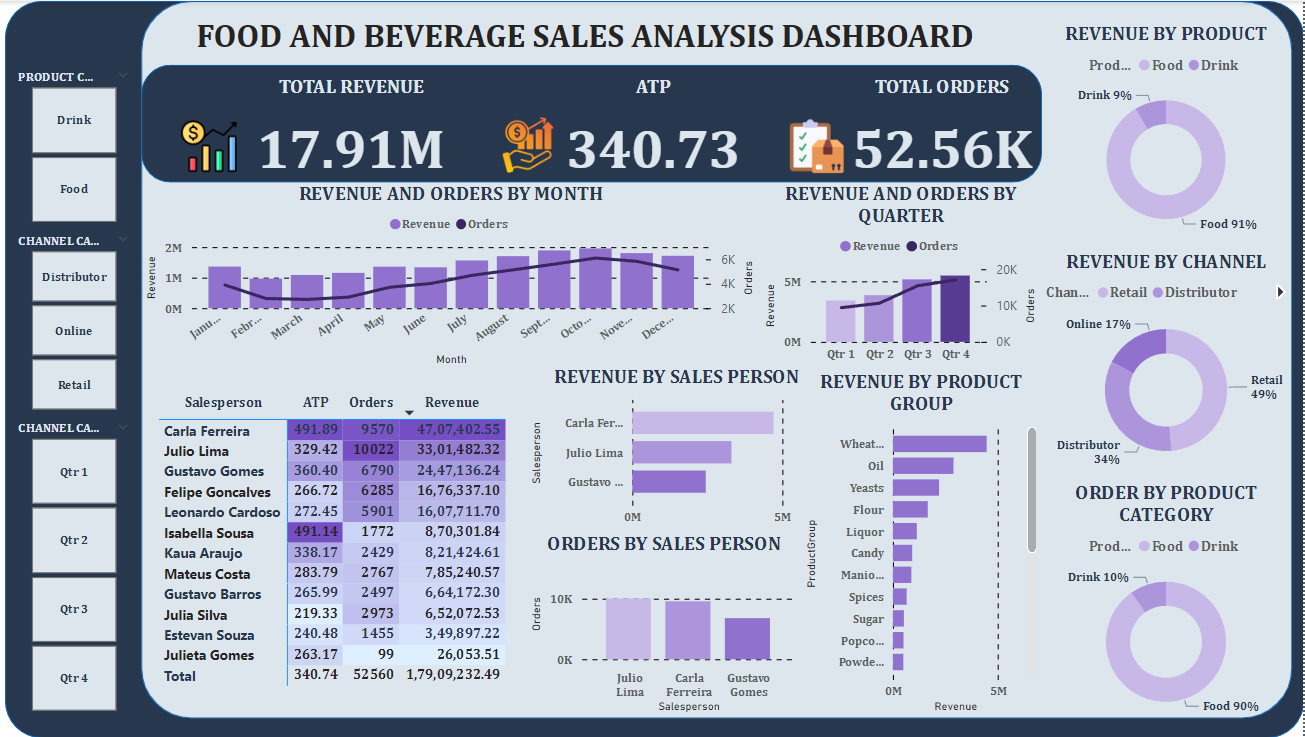 FOOD AND BEVERAGE SALES ANALYSIS DASHBOARD
PRODUCT C...
Drink
Food
CHANNEL CA...
Distributor
Online
Retail
CHANNEL CA...
Qtr 1
Qtr 2
Qtr 3
Qtr 4
TOTAL REVENUE
17.91M
ATP
340.73
TOTAL ORDERS
52.56K
REVENUE AND ORDERS BY MONTH
Revenue Orders
2M
1M
0M
Revenue
6K
4K
2K
Orders
Janu... Febr... March April May June July August Sept... Octo... Nove... Dece...
Month
REVENUE AND ORDERS BY
QUARTER
Revenue Orders
5M
0M
Revenue
20K
10K
0K
Orders
Qtr 1 Qtr 2 Qtr 3 Qtr 4
Salesperson ATP Orders Revenue
Carla Ferreira 491.89 9570 47,07,402.55
Julio Lima 329.42 10022 33,01,482.32
Gustavo Gomes 360.40 6790 24,47,136.24
Felipe Goncalves 266.72 6285 16,76,337.10
Leonardo Cardoso 272.45 5901 16,07,711.70
Isabella Sousa 491.14 1772 8,70,301.84
Kaua Araujo 338.17 2429 8,21,424.61
Mateus Costa 283.79 2767 7,85,240.57
Gustavo Barros 265.99 2497 6,64,172.30
Julia Silva 219.33 2973 6,52,072.53
Estevan Souza 240.48 1455 3,49,897.22
Julieta Gomes 263.17 99 26,053.51
Total 340.74 52560 1,79,09,232.49
REVENUE BY SALES PERSON
Salesperson
Carla Fer...
Julio Lima
Gustavo ...
0M 5M
ORDERS BY SALES PERSON
Orders
10K
0K
Julio Carla Gustavo
Lima Ferreira Gomes
Salesperson
REVENUE BY PRODUCT
GROUP
ProductGroup
Wheat...
Oil
Yeasts
Flour
Liquor
Candy
Manio...
Spices
Sugar
Popco...
Powde...
0M 5M
Revenue
REVENUE BY PRODUCT
Prod... Food Drink
Drink 9%
Food 91%
REVENUE BY CHANNEL
Chan... Retail Distributor
Online 17%
Retail
49%
Distributor
34%
ORDER BY PRODUCT
CATEGORY
Prod... Food Drink
Drink 10%
Food 90%